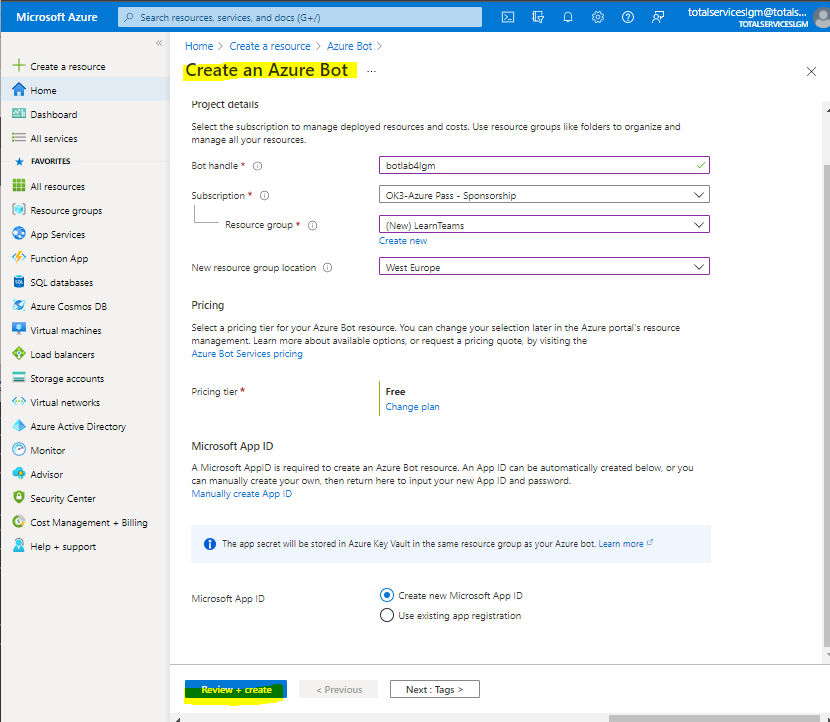 Microsoft Azure
Search resources, services, and docs (G+/)
totalserviceslgm@totals...
TOTALSERVICESLGM
«
Create a resource
Home
Dashboard
All services
FAVORITES
All resources
Resource groups
App Services
Function App
SQL databases
Azure Cosmos DB
Virtual machines
Load balancers
Storage accounts
Virtual networks
Azure Active Directory
Monitor
Advisor
Security Center
Cost Management + Billing
Help + support
Home > Create a resource > Azure Bot >
Create an Azure Bot ...
Project details
Select the subscription to manage deployed resources and costs. Use resource groups like folders to organize and
manage all your resources.
Bot handle *
botlab4lgm
Subscription *
OK3-Azure Pass - Sponsorship
Resource group *
(New) LearnTeams
Create new
New resource group location
West Europe
Pricing
Select a pricing tier for your Azure Bot resource. You can change your selection later in the Azure portal's resource
management. Learn more about available options, or request a pricing quote, by visiting the
Azure Bot Services pricing
Pricing tier *
Free
Change plan
Microsoft App ID
A Microsoft AppID is required to create an Azure Bot resource. An App ID can be automatically created below, or you
can manually create your own, then return here to input your new App ID and password.
Manually create App ID
The app secret will be stored in Azure Key Vault in the same resource group as your Azure bot. Learn more
Microsoft App ID
Create new Microsoft App ID
Use existing app registration
Review + create
< Previous
Next : Tags >